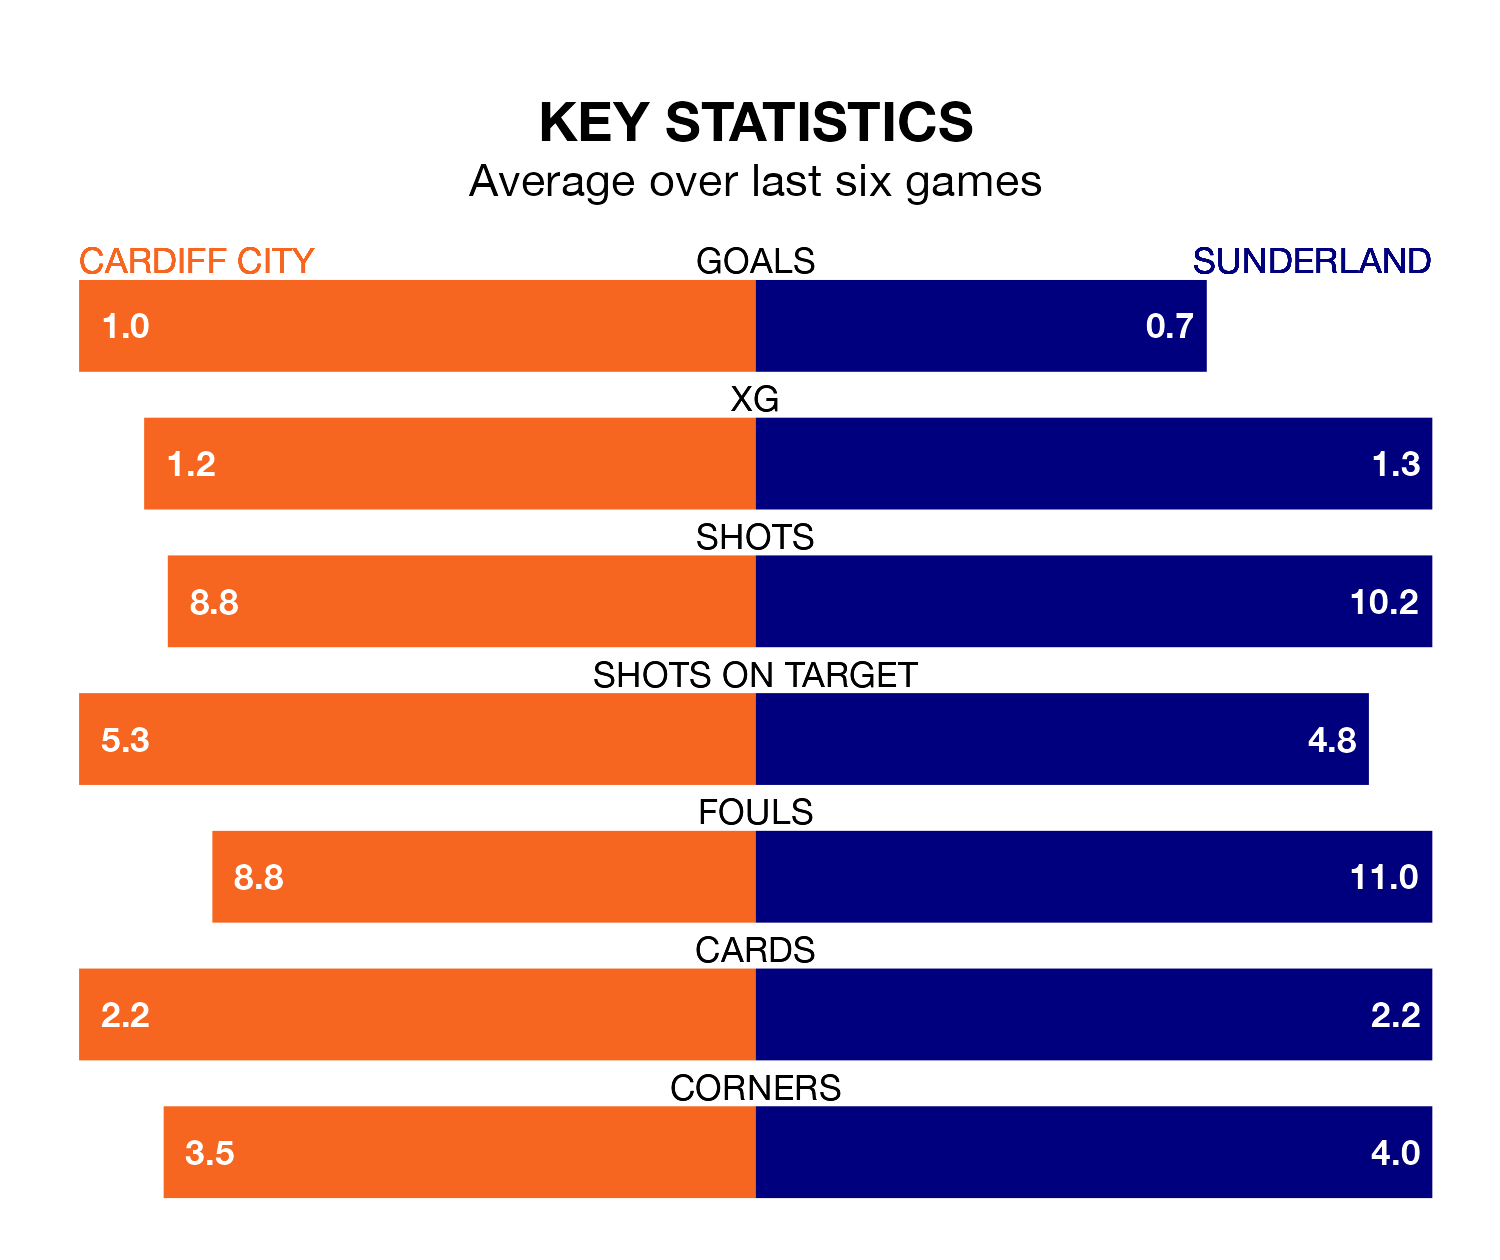 KEY STATISTICS
Average over last six games
CARDIFF CITY GOALS SUNDERLAND
1.0 0.7
XG
1.2 1.3
SHOTS
8.8 10.2
SHOTS ON TARGET
5.3 4.8
FOULS
8.8 11.0
CARDS
2.2 2.2
CORNERS
3.5 4.0